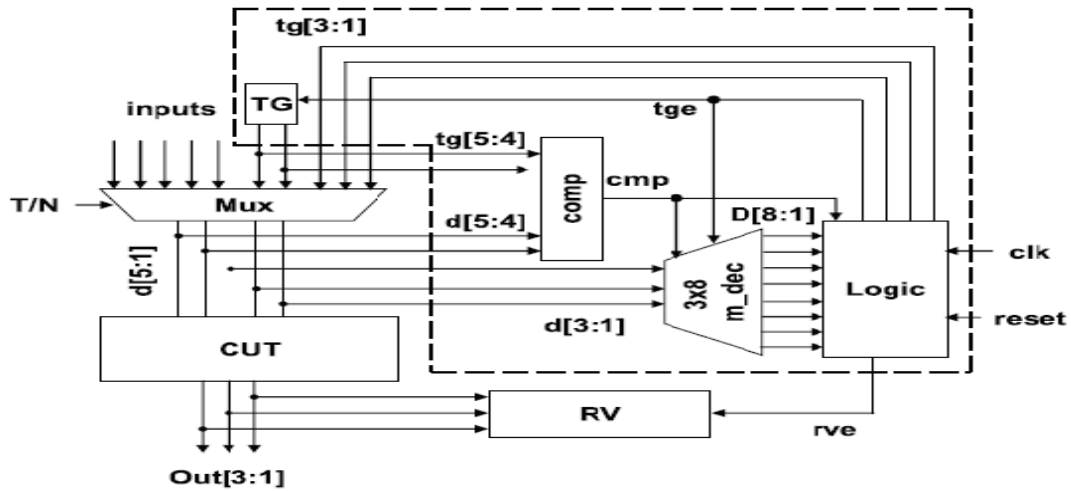 tg[3:1]
TG
inputs
tge
tg[5:4]
comp
cmp
T/N
Mux
D[8:1]
d[5:4]
d[5:1]
3x8
m_dec
Logic
clk
reset
d[3:1]
CUT
RV
rve
Out[3:1]